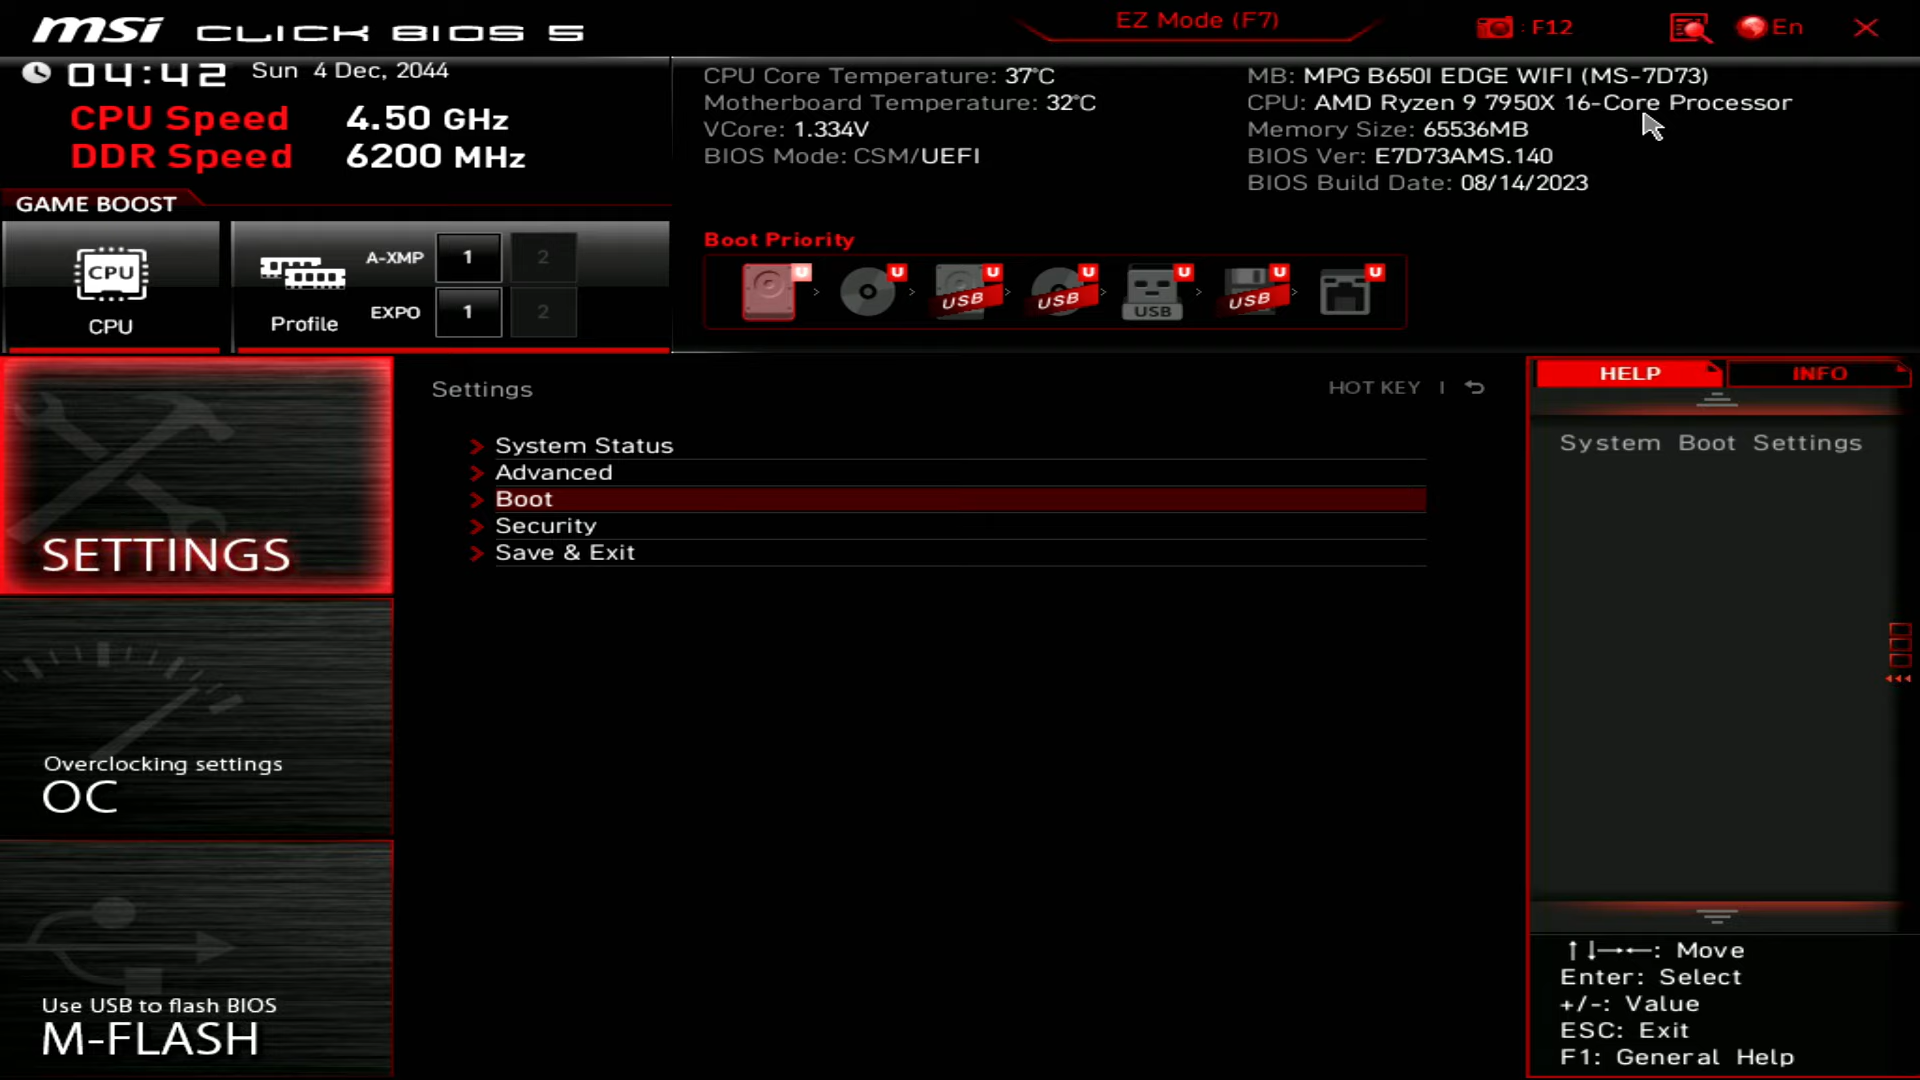 msi CLICK BIOS 5
EZ Mode (F7)
: F12
En
04:42 Sun 4 Dec, 2044
CPU Speed 4.50 GHz
DDR Speed 6200 MHz
CPU Core Temperature: 37°C
Motherboard Temperature: 32°C
VCore: 1.334V
BIOS Mode: CSM/UEFI
MB: MPG B650I EDGE WIFI (MS-7D73)
CPU: AMD Ryzen 9 7950X 16-Core Processor
Memory Size: 65536MB
BIOS Ver: E7D73AMS.140
BIOS Build Date: 08/14/2023
GAME BOOST
CPU
CPU
Profile
A-XMP 1 2
EXPO 1 2
Boot Priority
U U U U U U U
USB USB USB USB
SETTINGS
Overclocking settings
OC
Use USB to flash BIOS
M-FLASH
Settings
HOT KEY |
> System Status
> Advanced
> Boot
> Security
> Save & Exit
HELP INFO
System Boot Settings
↑↓→←: Move
Enter: Select
+/-: Value
ESC: Exit
F1: General Help